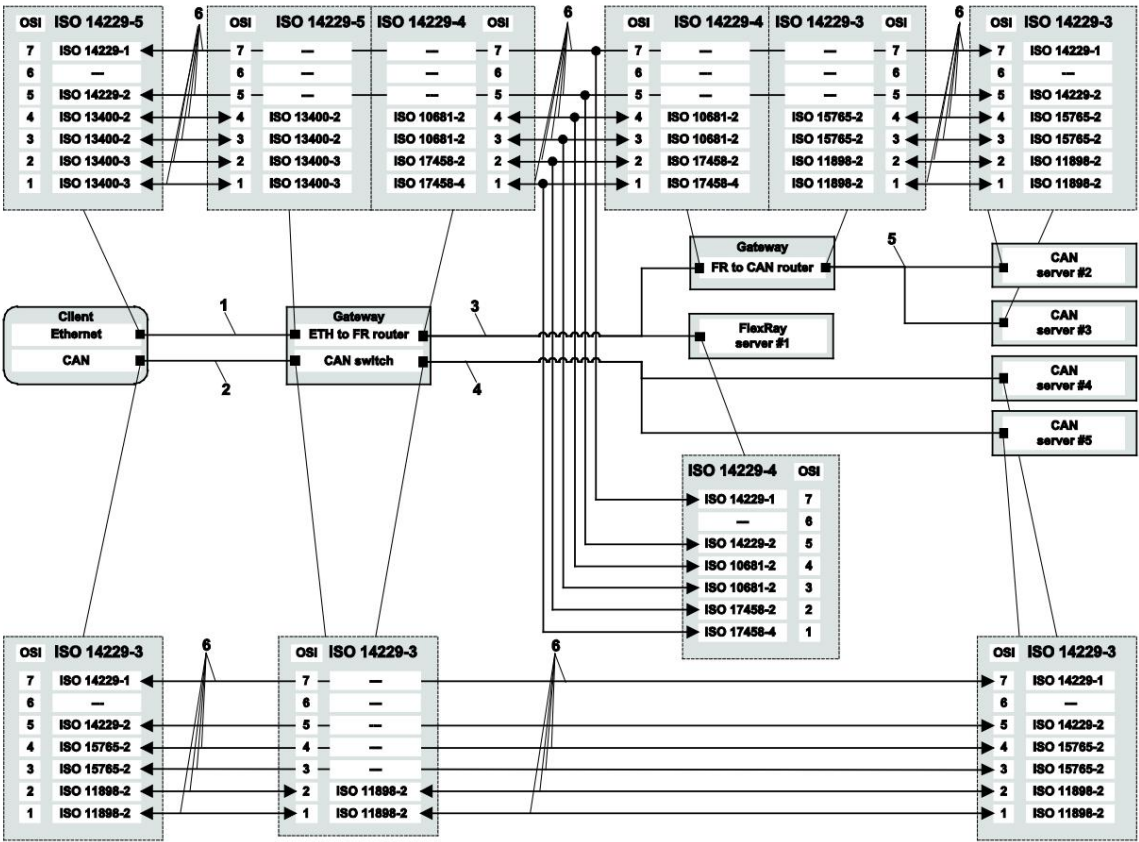 6 6 6
OSI ISO 14229-5 ISO 14229-5 ISO 14229-4 ISO 14229-4 ISO 14229-3 ISO 14229-3
OSI OSI OSI OSI OSI
7 ISO 14229-1 7 — — 7 7 — — 7 7 ISO 14229-1
6 — 6 — — 6 6 — — 6 6 —
5 ISO 14229-2 5 — — 5 5 — — 5 5 ISO 14229-2
4 ISO 13400-2 4 ISO 13400-2 ISO 10681-2 4 4 ISO 10681-2 ISO 15765-2 4 4 ISO 15765-2
3 ISO 13400-2 3 ISO 13400-2 ISO 10681-2 3 3 ISO 10681-2 ISO 15765-2 3 3 ISO 15765-2
2 ISO 13400-3 2 ISO 13400-3 ISO 17458-2 2 2 ISO 17458-2 ISO 11898-2 2 2 ISO 11898-2
1 ISO 13400-3 1 ISO 13400-3 ISO 17458-4 1 1 ISO 17458-4 ISO 11898-2 1 1 ISO 11898-2
Gateway
FR to CAN router
5
CAN
server #2
Client
Ethernet
CAN
1
2
Gateway
ETH to FR router
CAN switch
3
4
FlexRay
server #1
CAN
server #3
CAN
server #4
CAN
server #5
ISO 14229-4 OSI
ISO 14229-1 7
— 6
ISO 14229-2 5
ISO 10681-2 4
ISO 10681-2 3
ISO 17458-2 2
ISO 17458-4 1
6 6
OSI ISO 14229-3 OSI ISO 14229-3 OSI ISO 14229-3
7 ISO 14229-1 7 — 7 ISO 14229-1
6 — 6 — 6 —
5 ISO 14229-2 5 — 5 ISO 14229-2
4 ISO 15765-2 4 — 4 ISO 15765-2
3 ISO 15765-2 3 — 3 ISO 15765-2
2 ISO 11898-2 2 ISO 11898-2 2 ISO 11898-2
1 ISO 11898-2 1 ISO 11898-2 1 ISO 11898-2